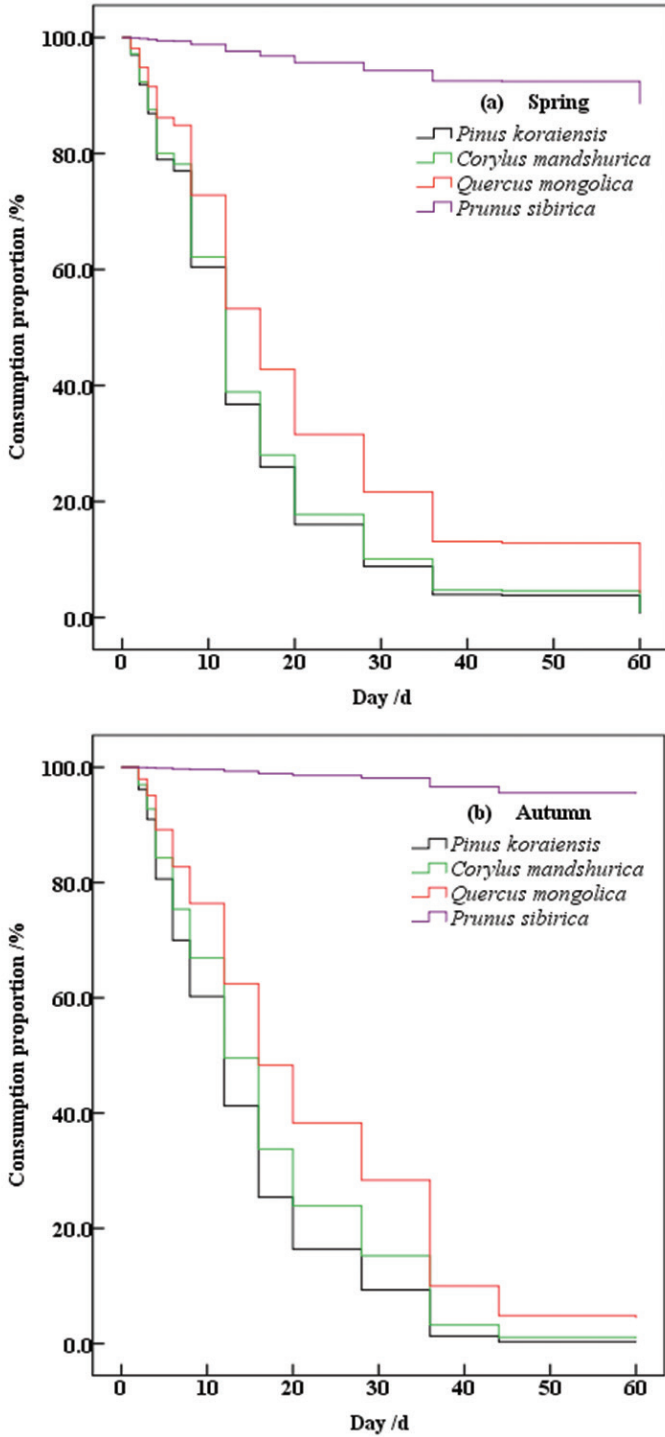 100.0
80.0
60.0
40.0
20.0
0.0
Consumption proportion /%
(a) Spring
Pinus koraiensis
Corylus mandshurica
Quercus mongolica
Prunus sibirica
0 10 20 30 40 50 60
Day /d
100.0
80.0
60.0
40.0
20.0
0.0
Consumption proportion /%
(b) Autumn
Pinus koraiensis
Corylus mandshurica
Quercus mongolica
Prunus sibirica
0 10 20 30 40 50 60
Day /d